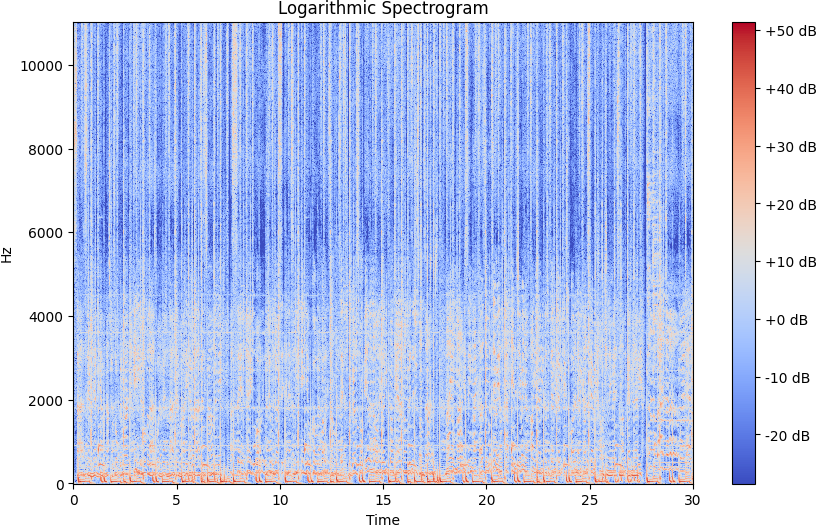 Logarithmic Spectrogram
+50 dB
10000
+40 dB
8000
+30 dB
+20 dB
6000
Hz
+10 dB
4000
+0 dB
-10 dB
2000
-20 dB
0
0 5 10 15 20 25 30
Time